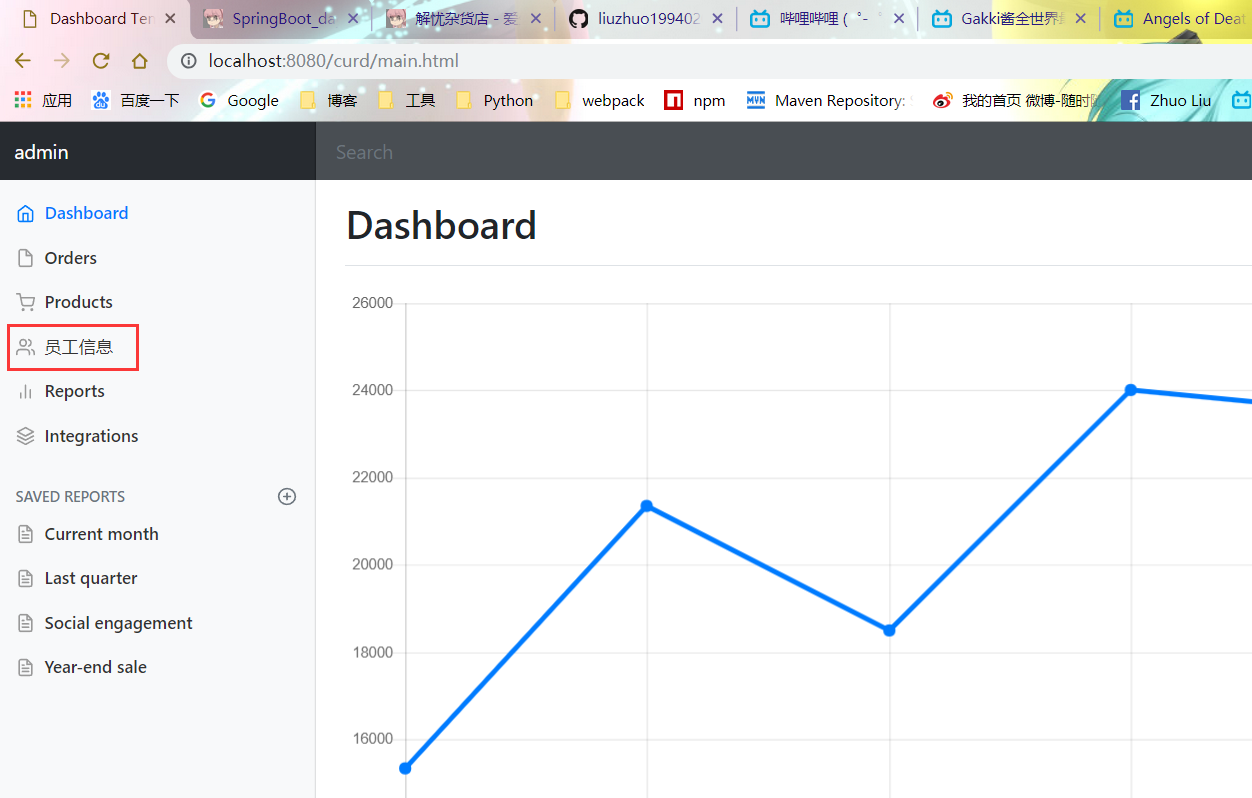 Dashboard Ten
SpringBoot_da
解忧杂货店 - 爱
liuzhuo199402
哔哩哔哩 ( ゜- ゜
Gakki酱全世界
Angels of Deat
localhost:8080/curd/main.html
应用
百度一下
Google
博客
工具
Python
webpack
npm
MVN
Maven Repository:
我的首页 微博-随时
Zhuo Liu
admin
Search
Dashboard
Orders
Products
员工信息
Reports
Integrations
SAVED REPORTS
Current month
Last quarter
Social engagement
Year-end sale
Dashboard
26000
24000
22000
20000
18000
16000